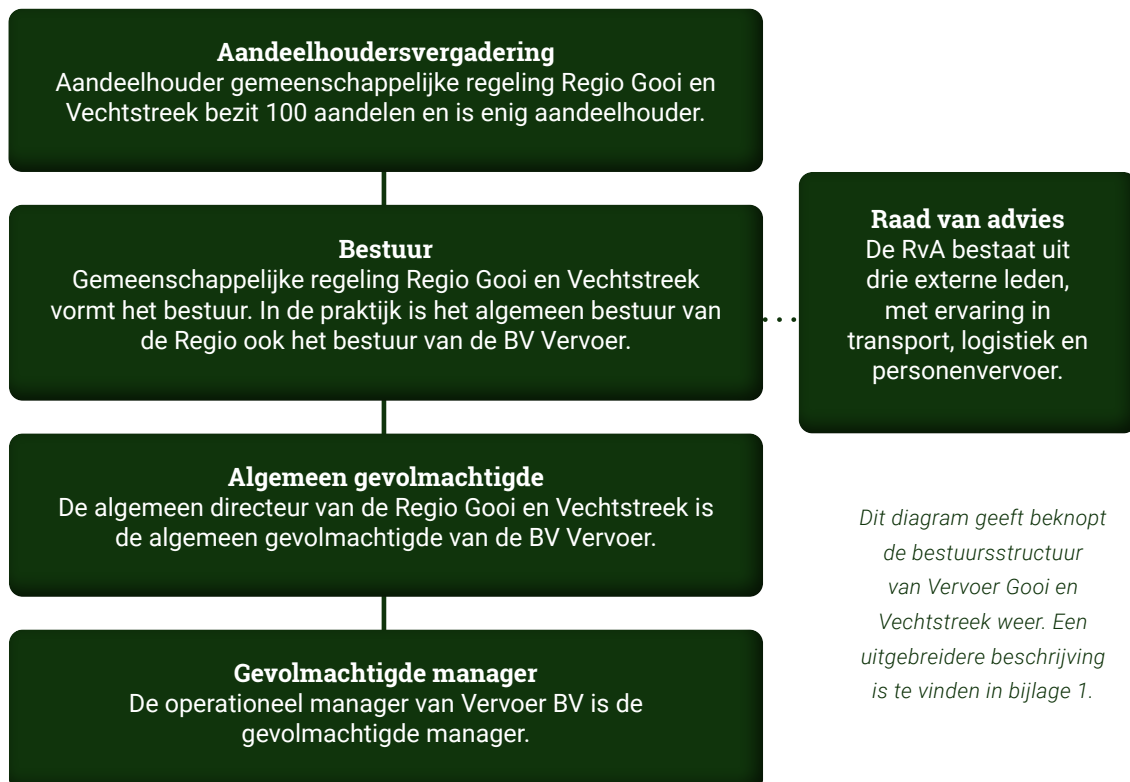 Aandeelhoudersvergadering
Aandeelhouder gemeenschappelijke regeling Regio Gooi en
Vechtstreek bezit 100 aandelen en is enig aandeelhouder.
Bestuur
Gemeenschappelijke regeling Regio Gooi en Vechtstreek
vormt het bestuur. In de praktijk is het algemeen bestuur van
de Regio ook het bestuur van de BV Vervoer.
Raad van advies
De RvA bestaat uit
drie externe leden,
met ervaring in
transport, logistiek en
personenvervoer.
Algemeen gevolmachtigde
De algemeen directeur van de Regio Gooi en Vechtstreek is
de algemeen gevolmachtigde van de BV Vervoer.
Gevolmachtigde manager
De operationeel manager van Vervoer BV is de
gevolmachtigde manager.
Dit diagram geeft beknopt
de bestuursstructuur
van Vervoer Gooi en
Vechtstreek weer. Een
uitgebreidere beschrijving
is te vinden in bijlage 1.